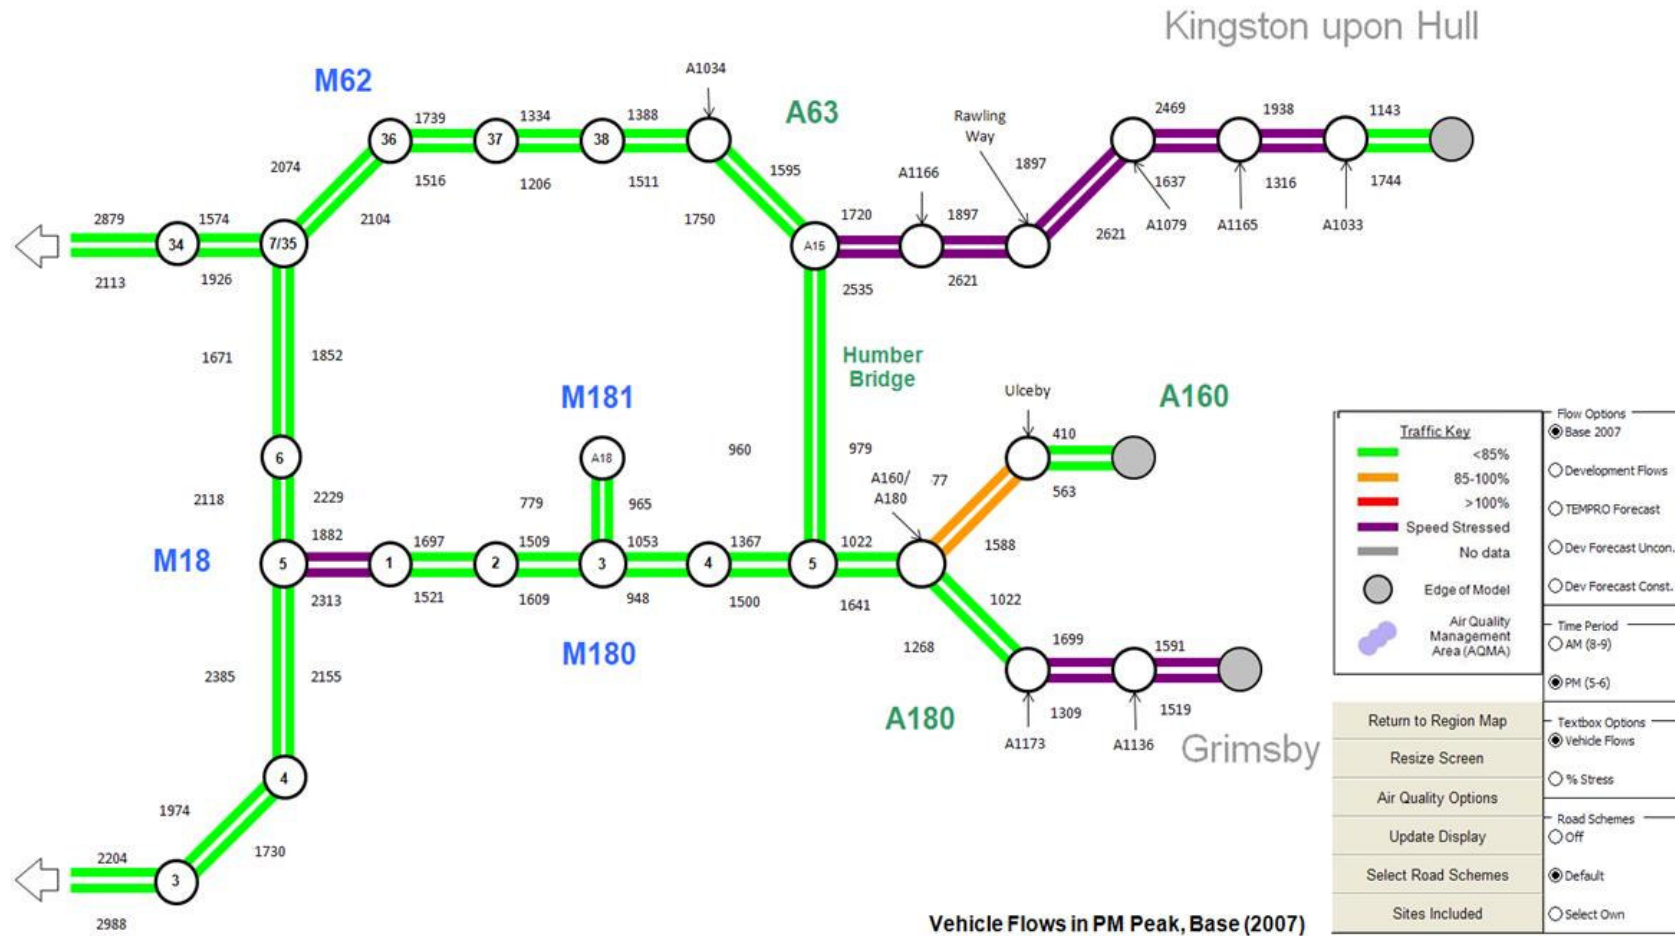 Kingston upon Hull
M62
A1034
A63
Rawling
Way
A1166
2469
1938
1143
1739
1334
1388
36
37
38
2074
1516
1206
1511
1595
1897
1637
1316
1744
2104
1750
2621
A1079
A1165
A1033
2879
1574
1720
1897
34
7/35
A15
2113
1926
2535
2621
1671
1852
Humber
Bridge
M181
Ulceby
A160
6
A18
960
979
A160/
A180
77
410
563
2118
2229
779
965
1588
M18
1882
1697
1509
1053
1367
1022
5
1
2
3
4
5
2313
1521
1609
948
1500
1641
1022
M180
1268
1699
1591
2385
2155
A180
1309
1519
A1173
A1136
Grimsby
4
1974
1730
2204
3
2988
Vehicle Flows in PM Peak, Base (2007)
Traffic Key
<85%
85-100%
>100%
Speed Stressed
No data
Edge of Model
Air Quality
Management
Area (AQMA)
Return to Region Map
Resize Screen
Air Quality Options
Update Display
Select Road Schemes
Sites Included
Flow Options
Base 2007
Development Flows
TEMPRO Forecast
Dev Forecast Uncon.
Dev Forecast Const.
Time Period
AM (8-9)
PM (5-6)
Textbox Options
Vehicle Flows
% Stress
Road Schemes
Off
Default
Select Own